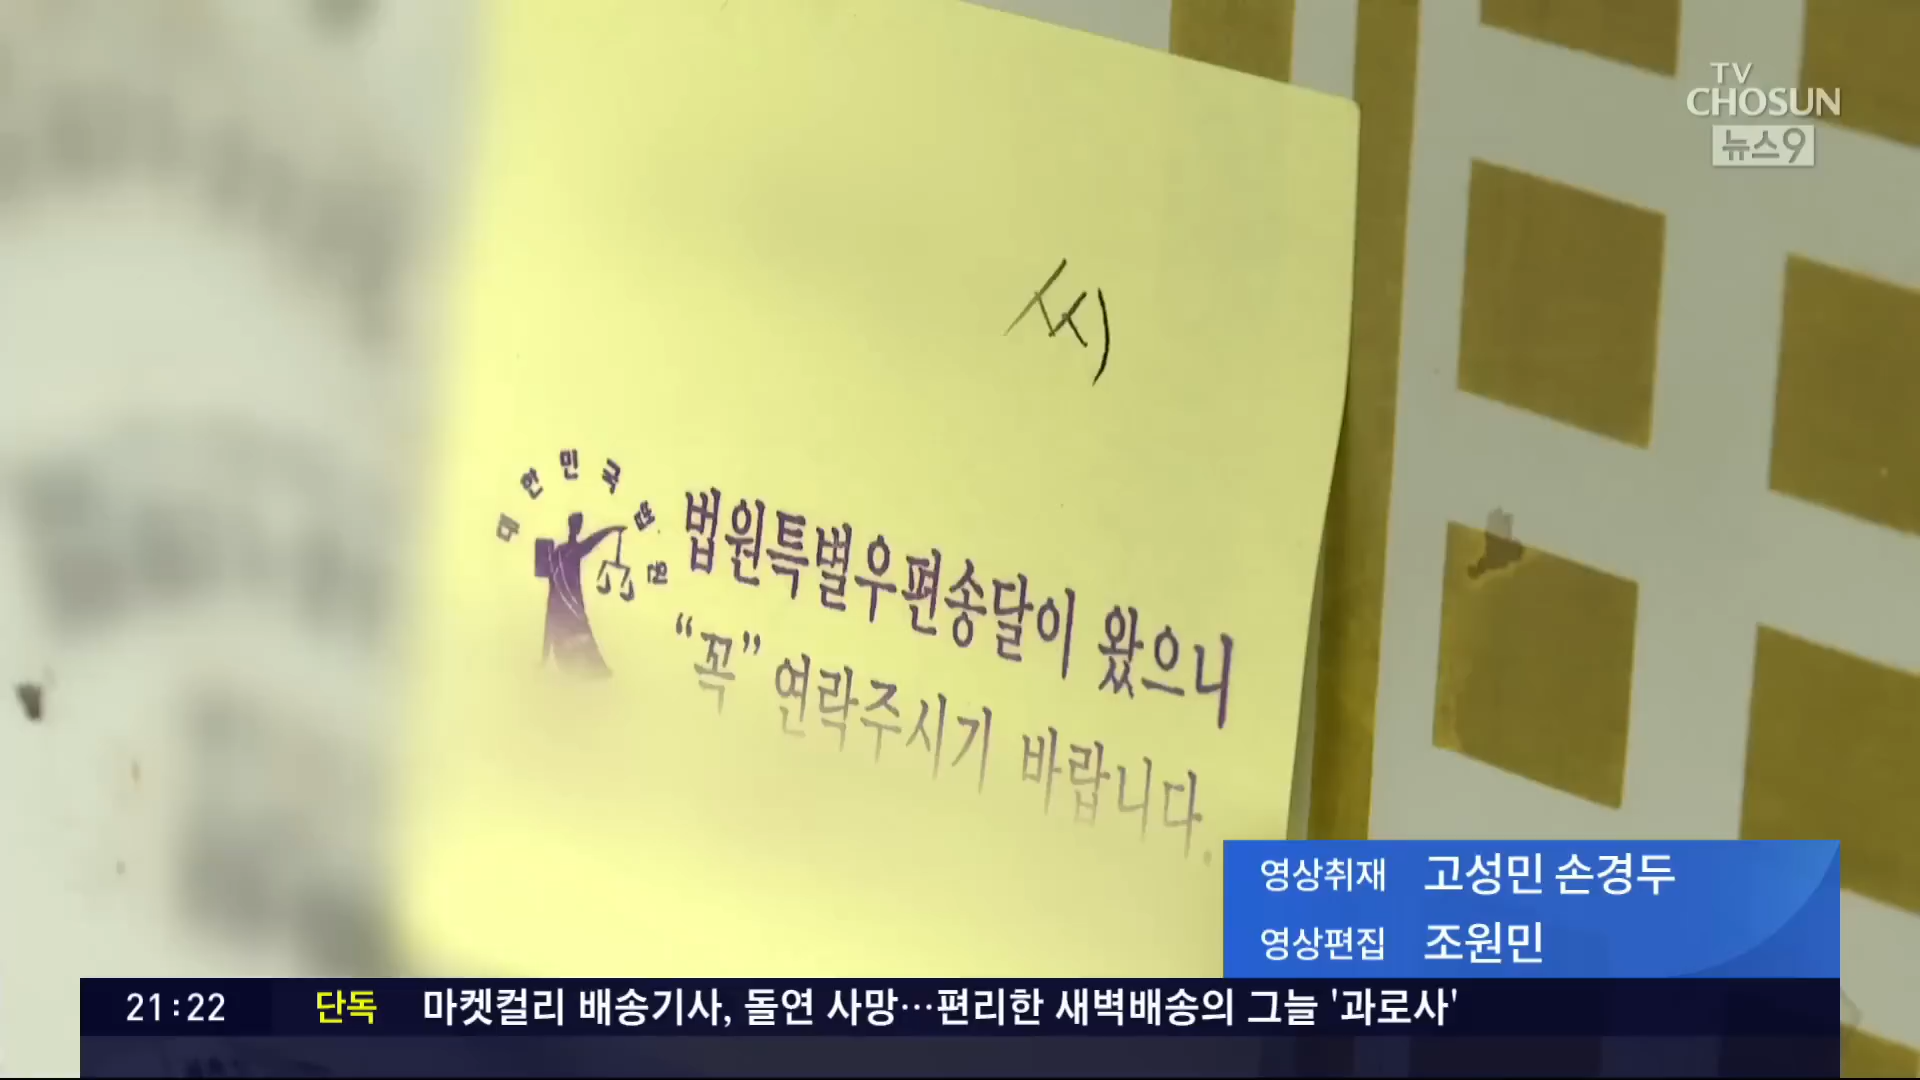 TV
CHOSUN
뉴스9
씨)
대한민국법원
법원특별우편송달이 왔으니
“꼭” 연락주시기 바랍니다.
영상취재 고성민 손경두
영상편집 조원민
21:22 단독 마켓컬리 배송기사, 돌연 사망…편리한 새벽배송의 그늘 '과로사'